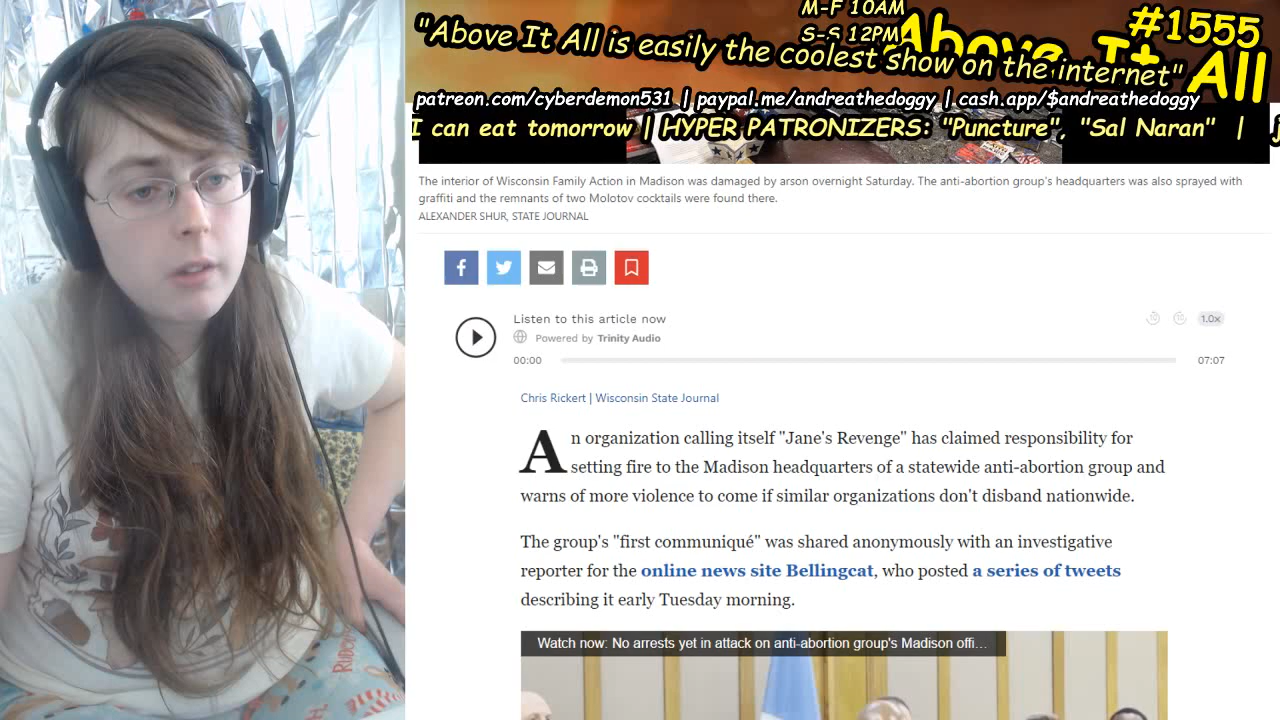 M-F 10AM
S-S 12PM
#1555
Above It All
"Above It All is easily the coolest show on the internet"
patreon.com/cyberdemon531 | paypal.me/andreathedoggy | cash.app/$andreathedoggy
I can eat tomorrow | HYPER PATRONIZERS: "Puncture", "Sal Naran" |
The interior of Wisconsin Family Action in Madison was damaged by arson overnight Saturday. The anti-abortion group's headquarters was also sprayed with
graffiti and the remnants of two Molotov cocktails were found there.
ALEXANDER SHUR, STATE JOURNAL
Listen to this article now
1.0x
Powered by Trinity Audio
00:00
07:07
Chris Rickert | Wisconsin State Journal
An organization calling itself "Jane's Revenge" has claimed responsibility for
setting fire to the Madison headquarters of a statewide anti-abortion group and
warns of more violence to come if similar organizations don't disband nationwide.
The group's "first communiqué" was shared anonymously with an investigative
reporter for the online news site Bellingcat, who posted a series of tweets
describing it early Tuesday morning.
Watch now: No arrests yet in attack on anti-abortion group's Madison offi...
RUDOL